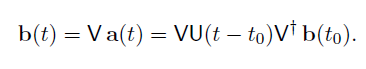 b(t) = V a(t) = VU(t − t₀)V† b(t₀).